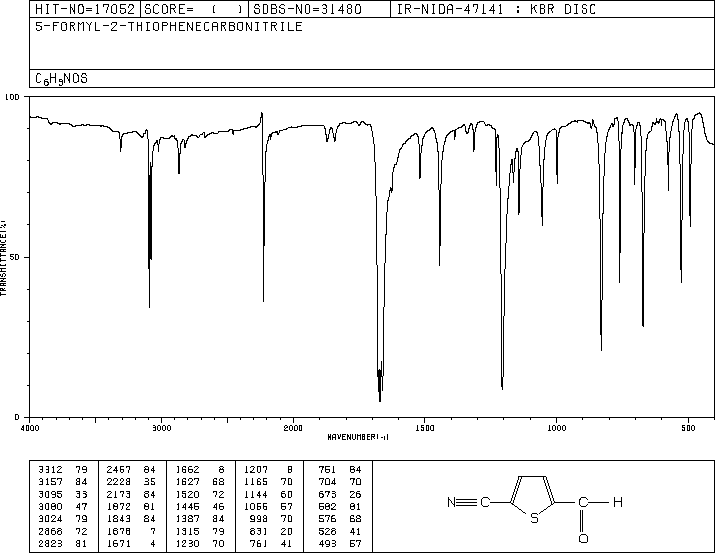 HIT-NO=17052 SCORE= ( ) SDBS-NO=31480 IR-NIDA-47141 : KBR DISC
5-FORMYL-2-THIOPHENECARBONITRILE
C6H3NOS
100
50
0
TRANSMITTANCE(%)
4000 3000 2000 1500 1000 500
WAVENUMBER(-1)
3312 79 2457 84 1662 8 1207 8 751 84
3157 84 2228 35 1627 68 1165 70 704 70
3095 33 2173 84 1520 72 1144 60 673 26
3080 47 1872 81 1445 46 1055 57 582 81
3024 79 1843 84 1387 84 998 70 576 68
2866 72 1678 7 1315 79 831 20 528 41
2823 81 1671 4 1230 70 761 41 493 57
N C S C H
O